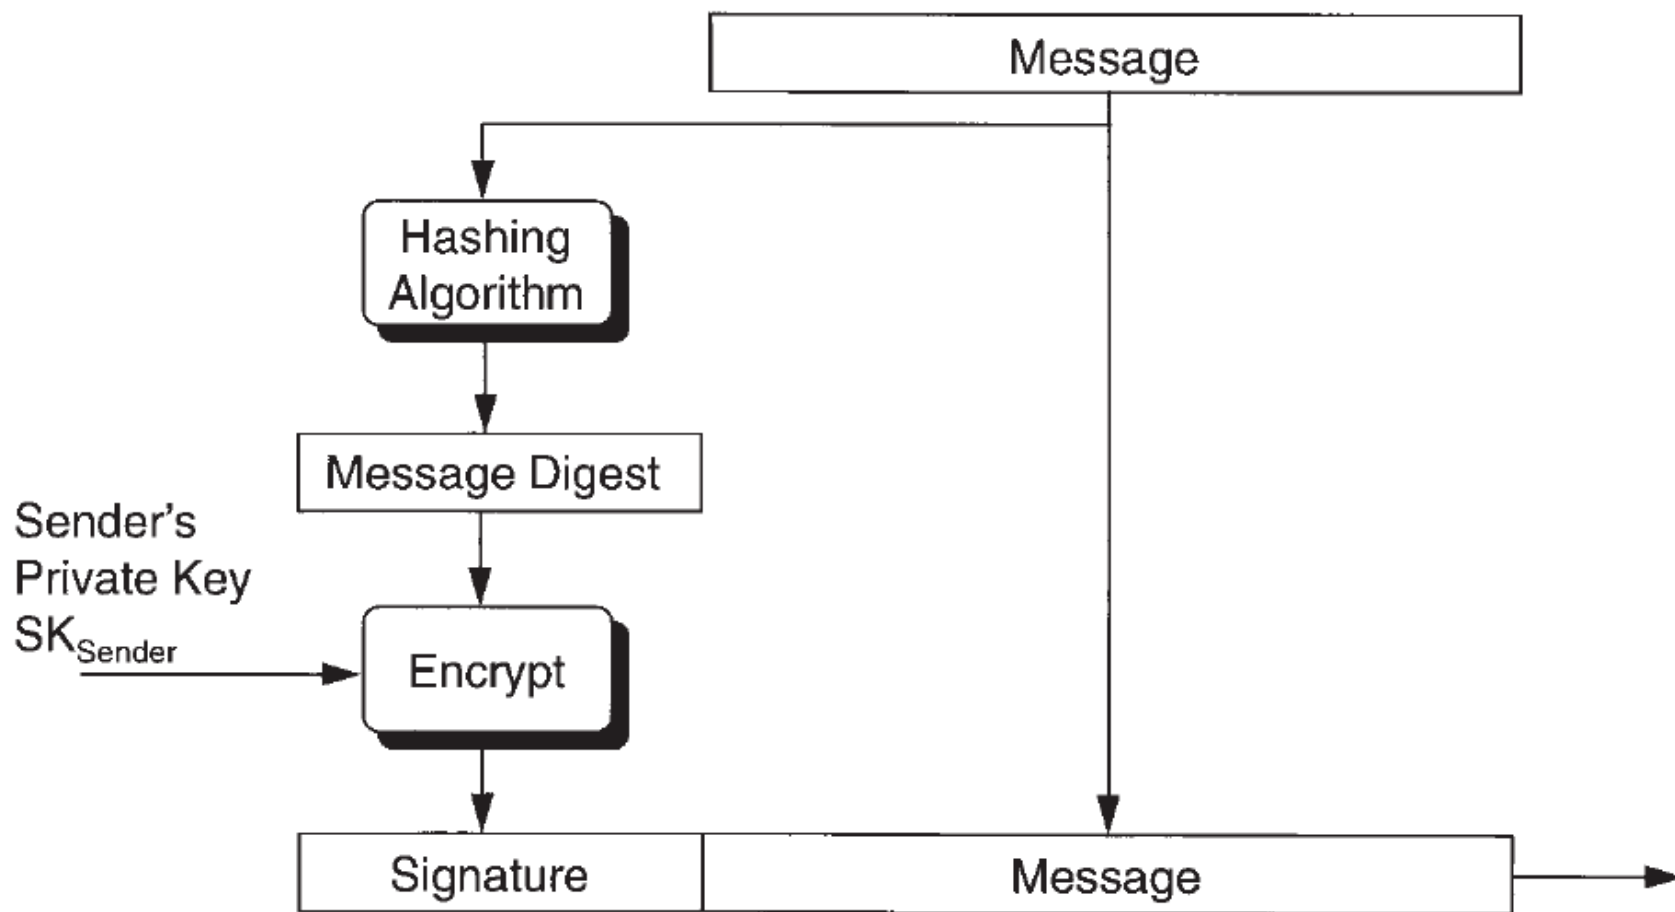 Message
Hashing
Algorithm
Message Digest
Sender's
Private Key
SKSender
Encrypt
Signature
Message